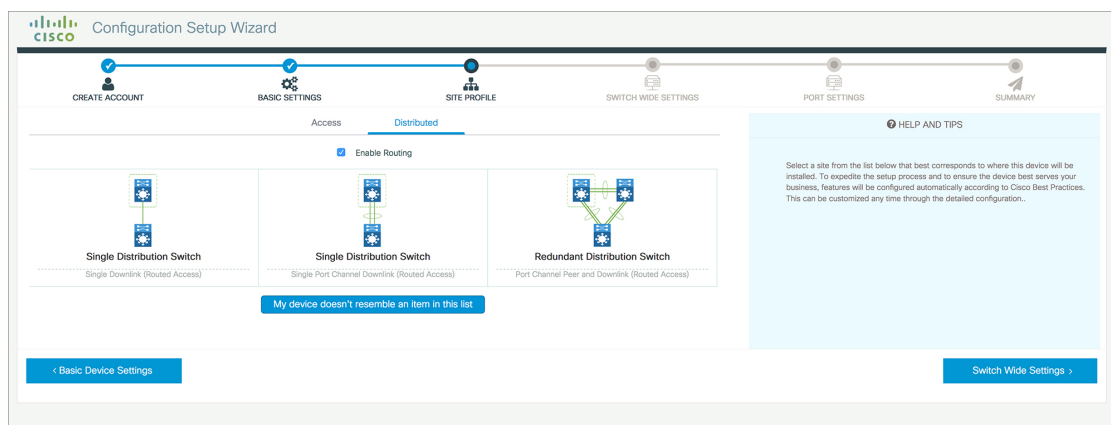 CISCO
Configuration Setup Wizard
CREATE ACCOUNT
BASIC SETTINGS
SITE PROFILE
SWITCH WIDE SETTINGS
PORT SETTINGS
SUMMARY
Access
Distributed
Enable Routing
Single Distribution Switch
Single Downlink (Routed Access)
Single Distribution Switch
Single Port Channel Downlink (Routed Access)
Redundant Distribution Switch
Port Channel Peer and Downlink (Routed Access)
My device doesn't resemble an item in this list
HELP AND TIPS
Select a site from the list below that best corresponds to where this device will be
installed. To expedite the setup process and to ensure the device best serves your
business, features will be configured automatically according to Cisco Best Practices.
This can be customized any time through the detailed configuration..
‹ Basic Device Settings
Switch Wide Settings ›